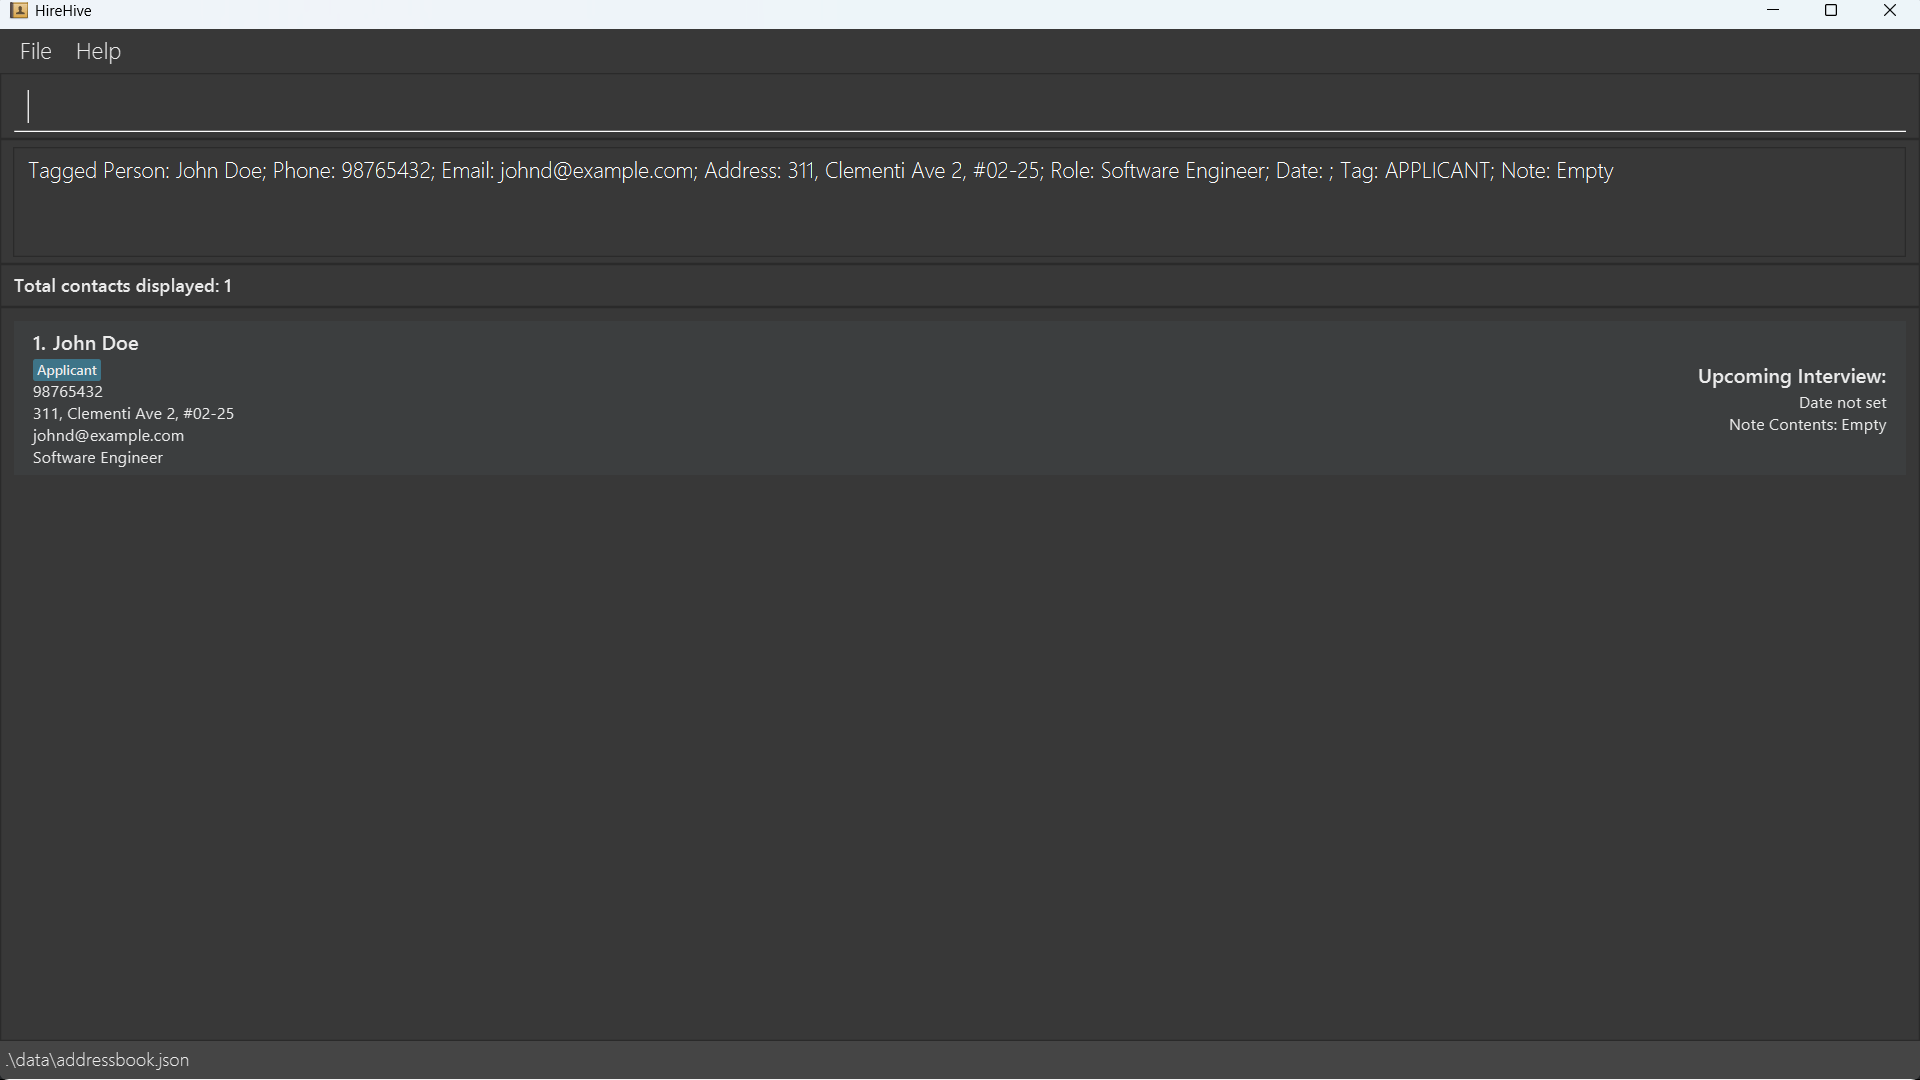 HireHive
File Help
Tagged Person: John Doe; Phone: 98765432; Email: johnd@example.com; Address: 311, Clementi Ave 2, #02-25; Role: Software Engineer; Date: ; Tag: APPLICANT; Note: Empty
Total contacts displayed: 1
1. John Doe
Applicant
98765432
311, Clementi Ave 2, #02-25
johnd@example.com
Software Engineer
Upcoming Interview:
Date not set
Note Contents: Empty
.\data\addressbook.json